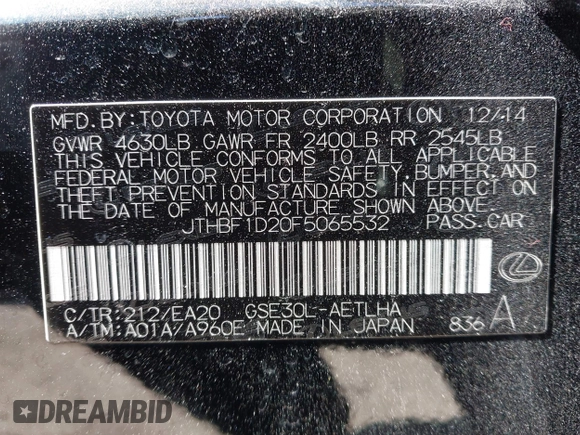 MFD.BY:TOYOTA MOTOR CORPORATION 12/14
GVWR 4630LB GAWR FR 2400LB RR 2545LB
THIS VEHICLE CONFORMS TO ALL APPLICABLE
FEDERAL MOTOR VEHICLE SAFETY, BUMPER, AND
THEFT PREVENTION STANDARDS IN EFFECT ON
THE DATE OF MANUFACTURE SHOWN ABOVE.
JTHBF1D20F5065532 PASS.CAR
C/TR:212/EA20 GSE30L-AETLHA
A/TM:A01A/A960E MADE IN JAPAN 836 A
DREAMBID